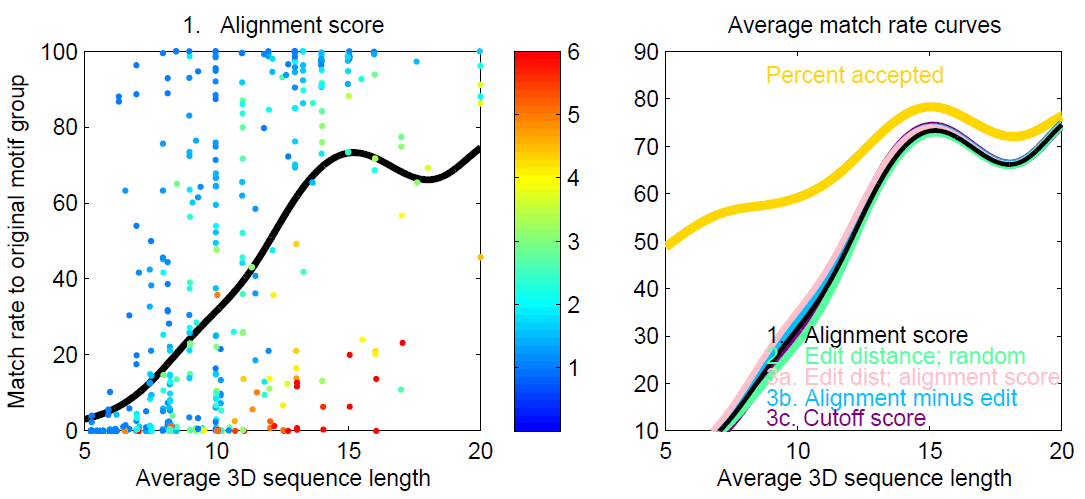 1. Alignment score
Match rate to original motif group
100
80
60
40
20
0
5
10
15
20
Average 3D sequence length
6
5
4
3
2
1
Average match rate curves
90
80
70
60
50
40
30
20
10
Percent accepted
1. Alignment score
Edit distance; random
3a. Edit dist; alignment score
3b. Alignment minus edit
3c. Cutoff score
5
10
15
20
Average 3D sequence length